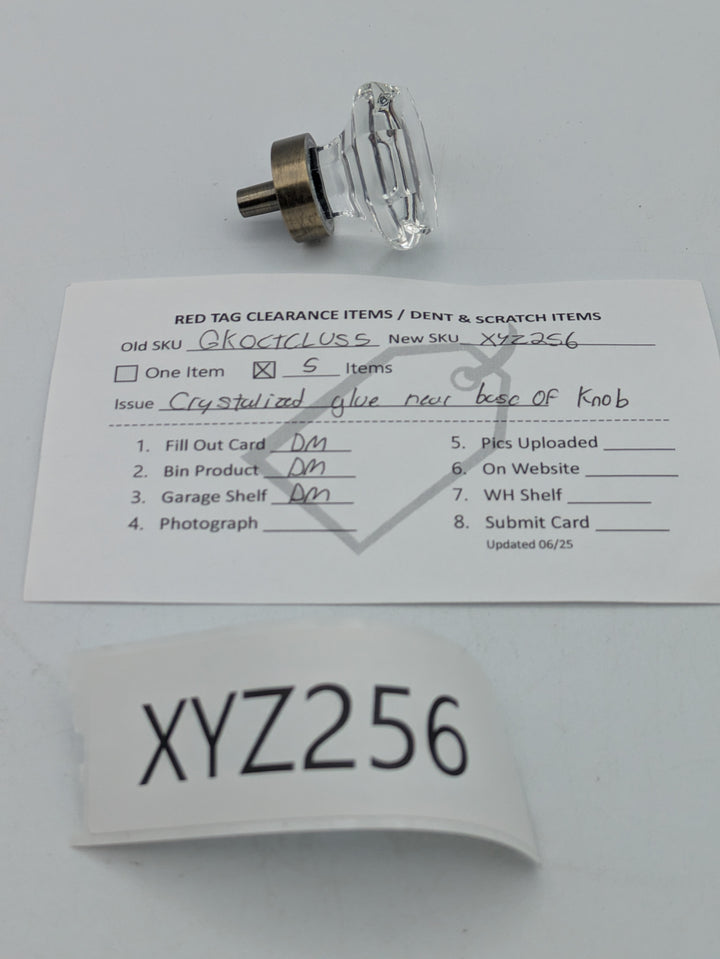 RED TAG CLEARANCE ITEMS / DENT & SCRATCH ITEMS
Old SKU GKOCTCLUSS New SKU XYZ256
One Item 5 Items
Issue Crystalized glue near base OF Knob
1. Fill Out Card DM 5. Pics Uploaded
2. Bin Product DM 6. On Website
3. Garage Shelf DM 7. WH Shelf
4. Photograph 8. Submit Card
Updated 06/25
XYZ256